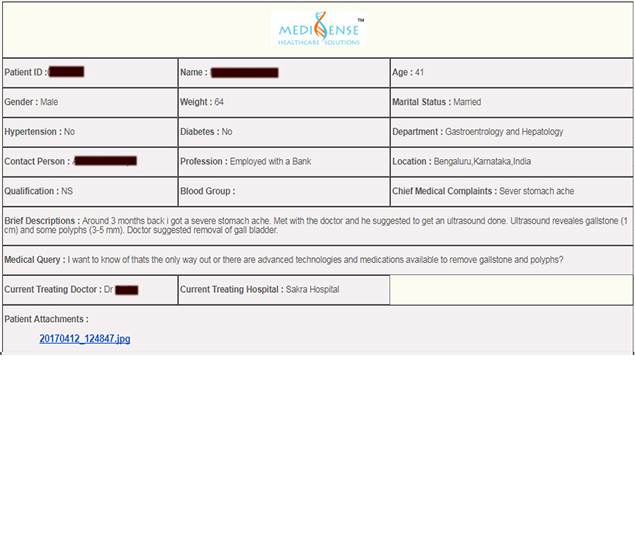 MEDISENSE™
HEALTHCARE SOLUTIONS
Patient ID :
Name :
Age : 41
Gender : Male
Weight : 64
Marital Status : Married
Hypertension : No
Diabetes : No
Department : Gastroentrology and Hepatology
Contact Person :
Profession : Employed with a Bank
Location : Bengaluru,Karnataka,India
Qualification : NS
Blood Group :
Chief Medical Complaints : Sever stomach ache
Brief Descriptions : Around 3 months back i got a severe stomach ache. Met with the doctor and he suggested to get an ultrasound done. Ultrasound reveales gallstone (1
cm) and some polyphs (3-5 mm). Doctor suggested removal of gall bladder.
Medical Query : I want to know of thats the only way out or there are advanced technologies and medications available to remove gallstone and polyphs?
Current Treating Doctor : Dr
Current Treating Hospital : Sakra Hospital
Patient Attachments :
20170412_124847.jpg